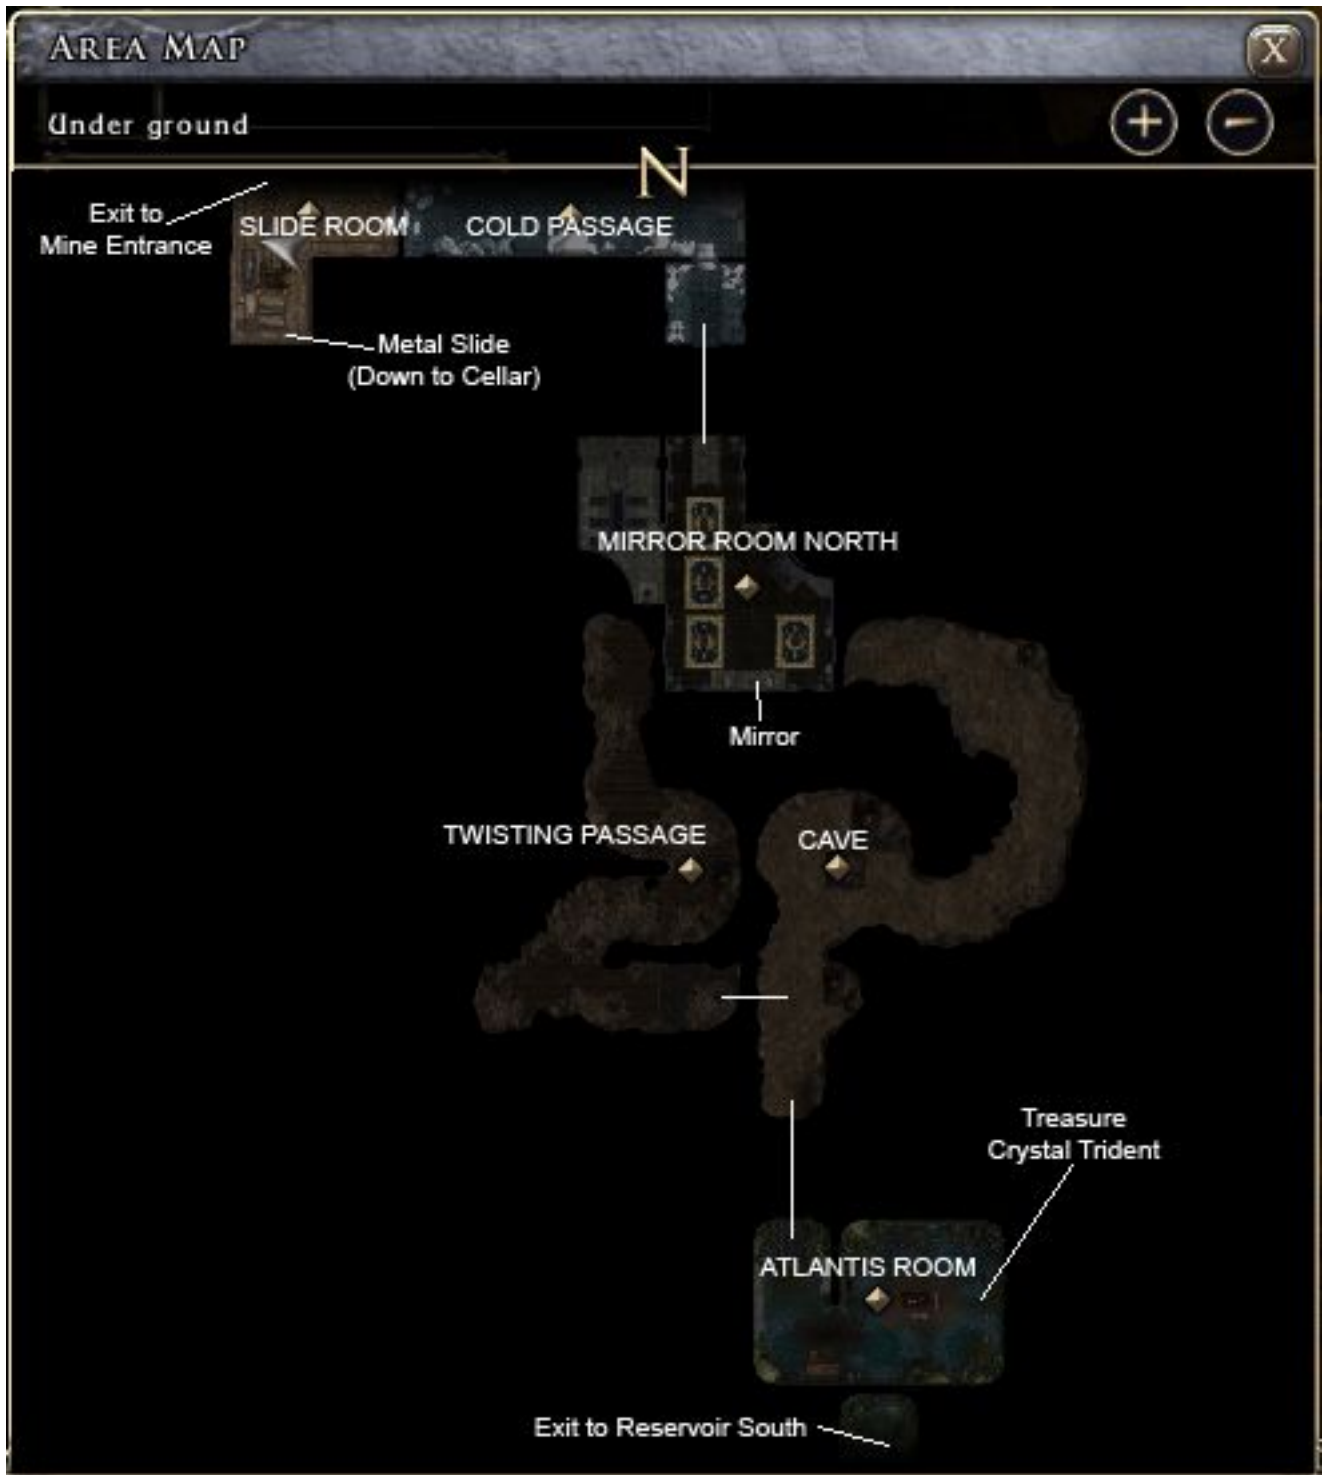 AREA MAP
X
Under ground
+ -
N
Exit to
Mine Entrance
SLIDE ROOM
COLD PASSAGE
Metal Slide
(Down to Cellar)
MIRROR ROOM NORTH
Mirror
TWISTING PASSAGE
CAVE
Treasure
Crystal Trident
ATLANTIS ROOM
Exit to Reservoir South